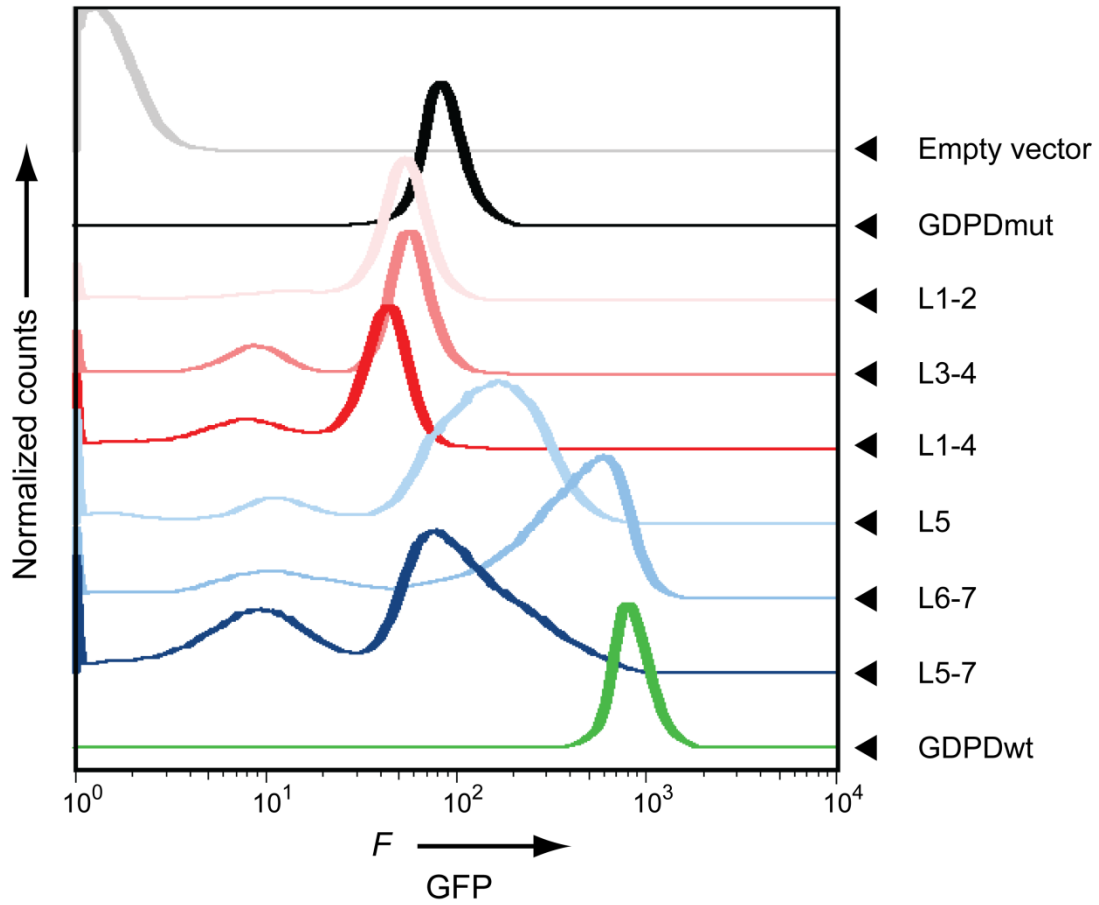 Normalized counts
Empty vector
GDPDmut
L1-2
L3-4
L1-4
L5
L6-7
L5-7
GDPDwt
10⁰ 10¹ 10² 10³ 10⁴
F
GFP